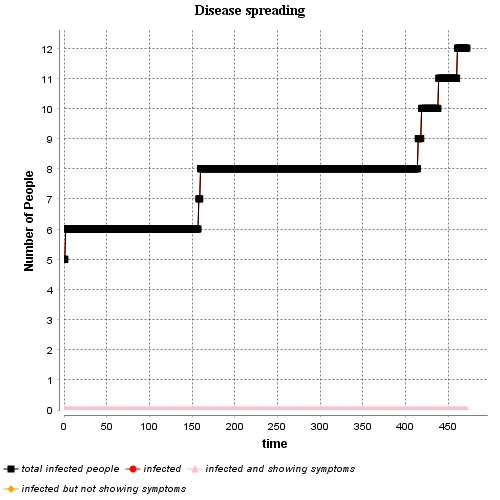 Disease spreading
Number of People
12
11
10
9
8
7
6
5
4
3
2
1
0
0 50 100 150 200 250 300 350 400 450
time
total infected people infected infected and showing symptoms
infected but not showing symptoms